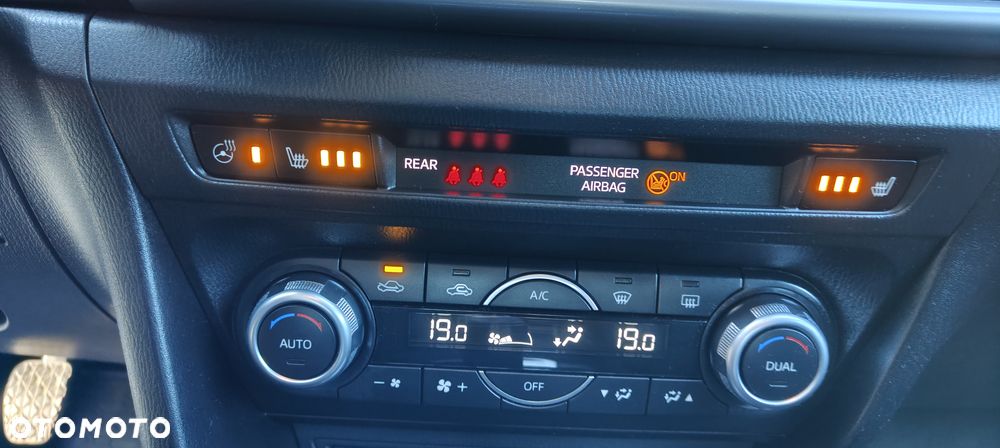 REAR
PASSENGER
AIRBAG
ON
A/C
AUTO
19.0
19.0
DUAL
OFF
OTOMOTO